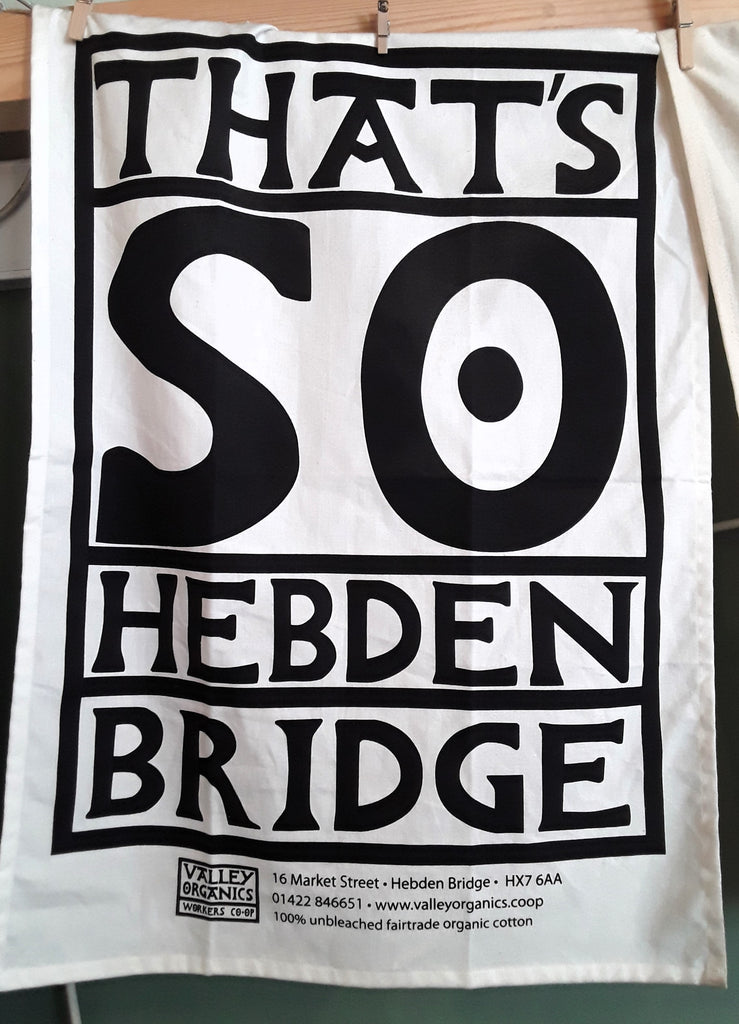 THAT'S
SO
HEBDEN
BRIDGE
VALLEY
ORGANICS
WORKERS CO-OP
16 Market Street • Hebden Bridge • HX7 6AA
01422 846651 • www.valleyorganics.coop
100% unbleached fairtrade organic cotton